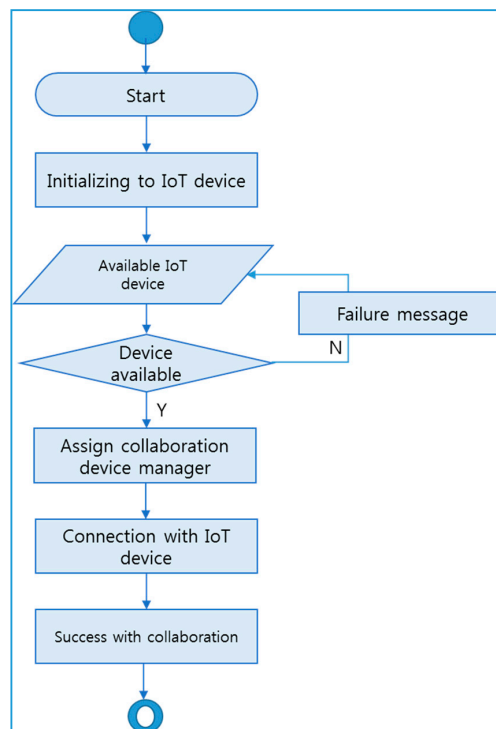 Start
Initializing to IoT device
Available IoT
device
Failure message
Device
available
N
Y
Assign collaboration
device manager
Connection with IoT
device
Success with collaboration